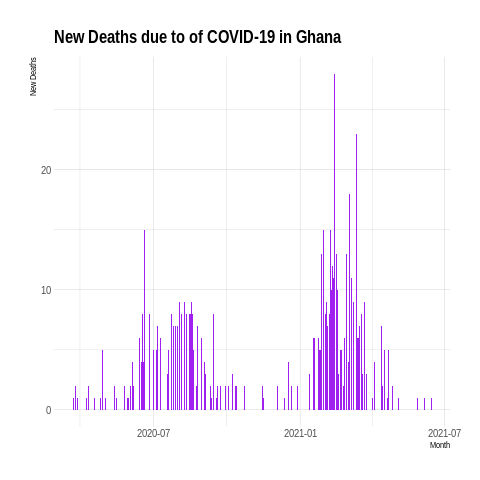 New Deaths due to of COVID-19 in Ghana
New Deaths
20
10
0
2020-07
2021-01
2021-07
Month